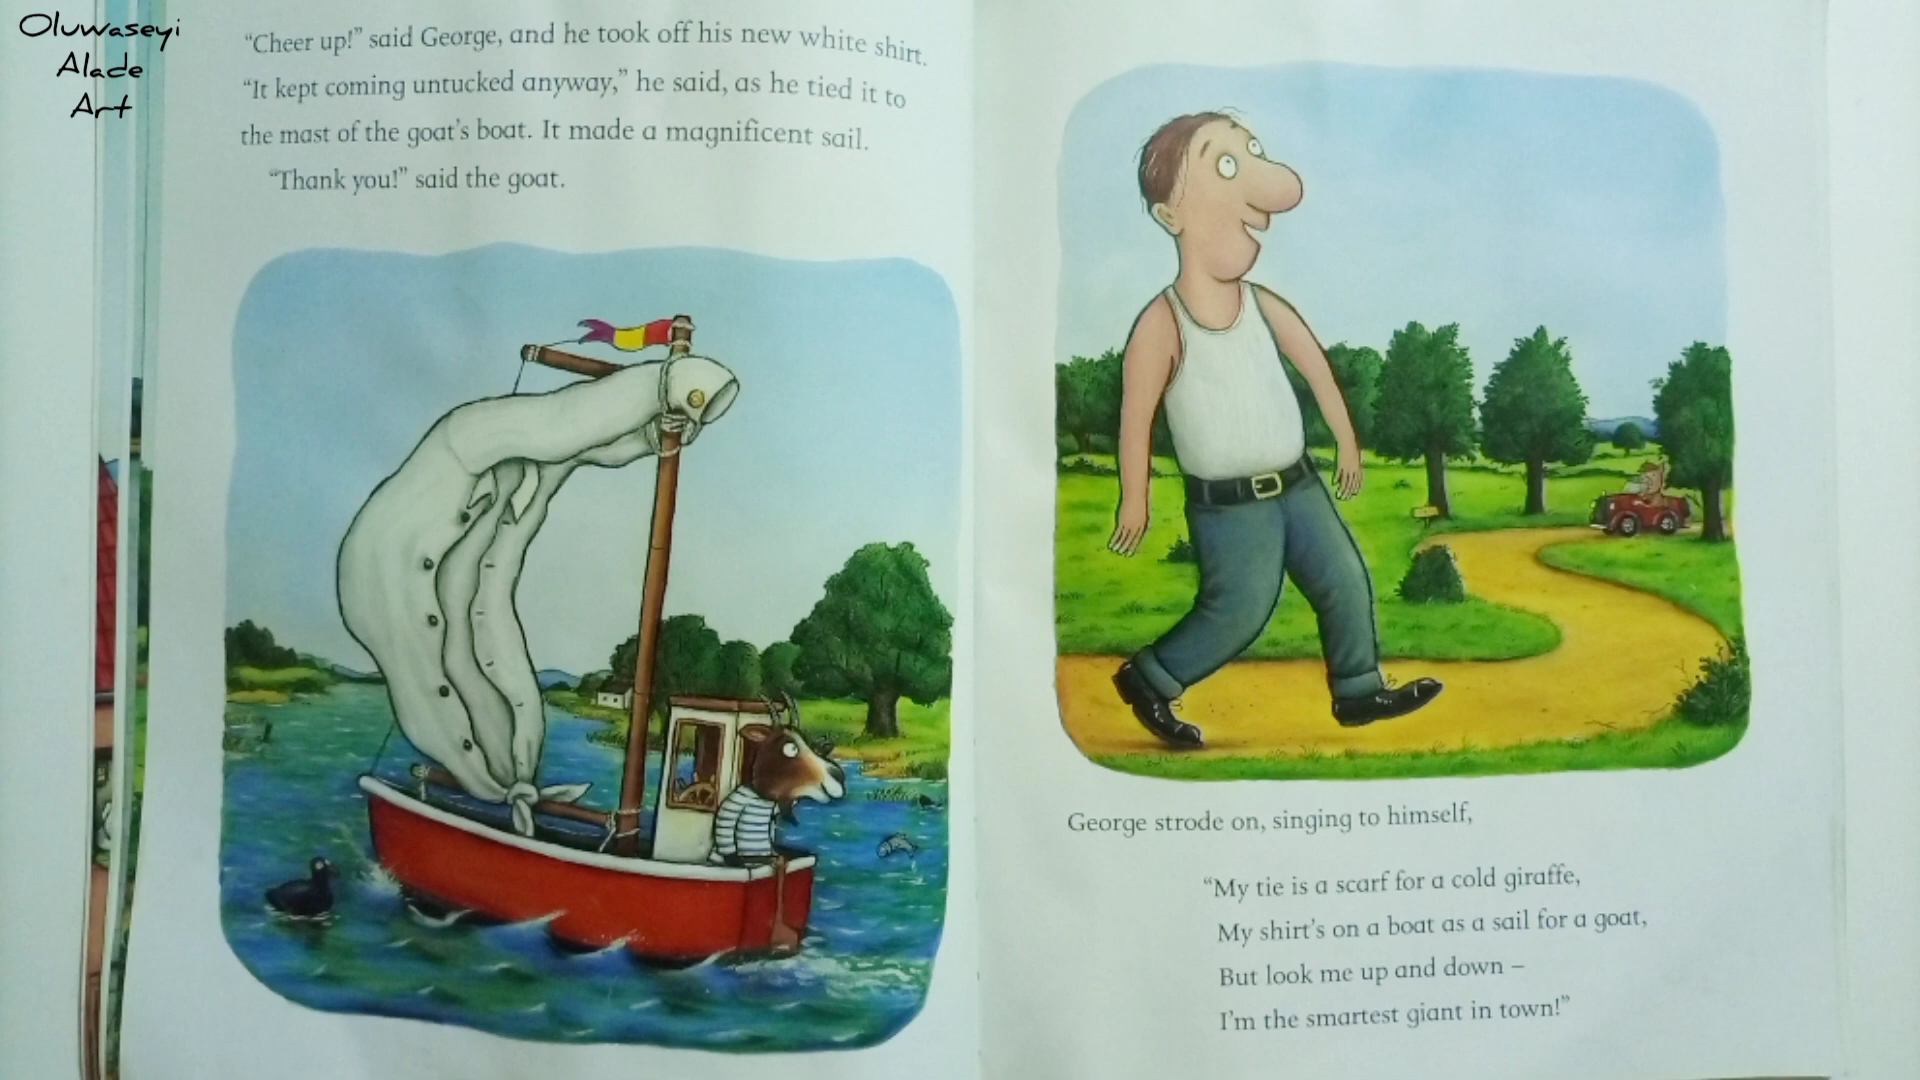 Oluwaseyi
Alade
Art
“Cheer up!” said George, and he took off his new white shirt.
“It kept coming untucked anyway,” he said, as he tied it to
the mast of the goat’s boat. It made a magnificent sail.
“Thank you!” said the goat.
George strode on, singing to himself,
“My tie is a scarf for a cold giraffe,
My shirt’s on a boat as a sail for a goat,
But look me up and down –
I’m the smartest giant in town!”